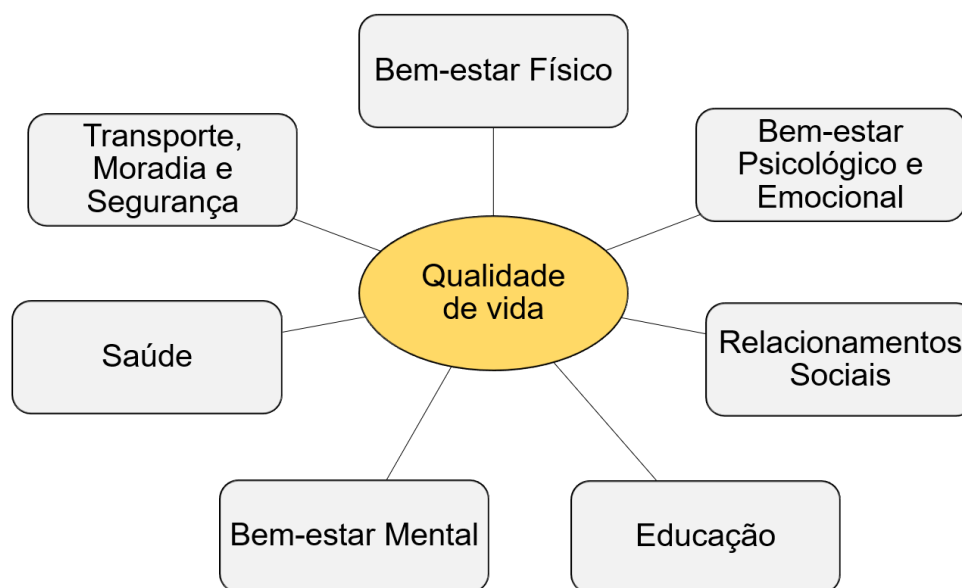 Bem-estar Físico
Transporte,
Moradia e
Segurança
Bem-estar
Psicológico e
Emocional
Qualidade
de vida
Saúde
Relacionamentos
Sociais
Bem-estar Mental
Educação